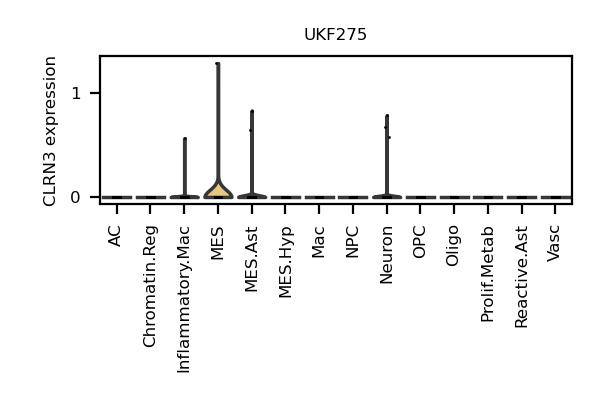 UKF275
CLRN3 expression
1
0
AC
Chromatin.Reg
Inflammatory.Mac
MES
MES.Ast
MES.Hyp
Mac
NPC
Neuron
OPC
Oligo
Prolif.Metab
Reactive.Ast
Vasc